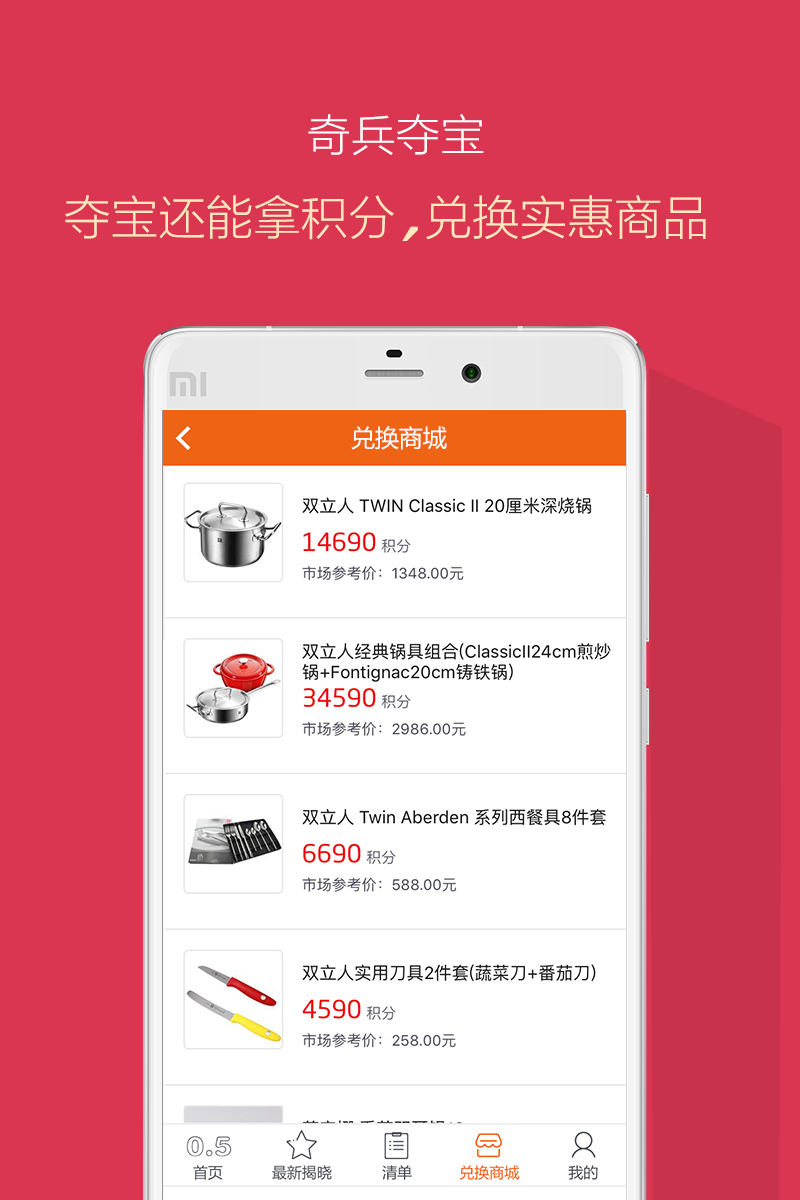 奇兵夺宝
夺宝还能拿积分,兑换实惠商品
mi
兑换商城
双立人 TWIN Classic II 20厘米深烧锅
14690 积分
市场参考价：1348.00元
双立人经典锅具组合(ClassicII24cm煎炒
锅+Fontignac20cm铸铁锅)
34590 积分
市场参考价：2986.00元
双立人 Twin Aberden 系列西餐具8件套
6690 积分
市场参考价：588.00元
双立人实用刀具2件套(蔬菜刀+番茄刀)
4590 积分
市场参考价：258.00元
0.5
首页
最新揭晓
清单
兑换商城
我的